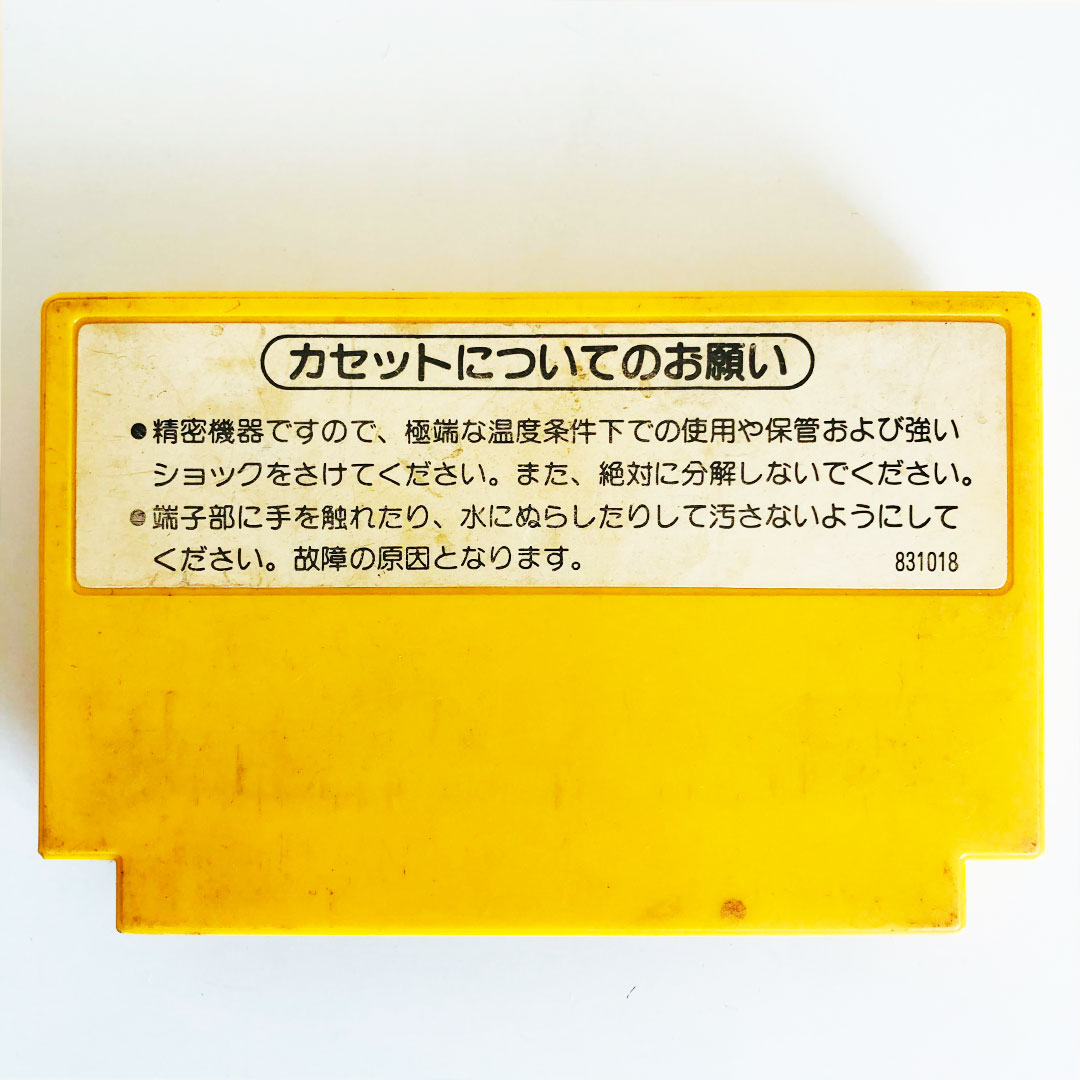 カセットについてのお願い
●精密機器ですので、極端な温度条件下での使用や保管および強い
ショックをさけてください。また、絶対に分解しないでください。
●端子部に手を触れたり、水にぬらしたりして汚さないようにして
ください。故障の原因となります。 831018